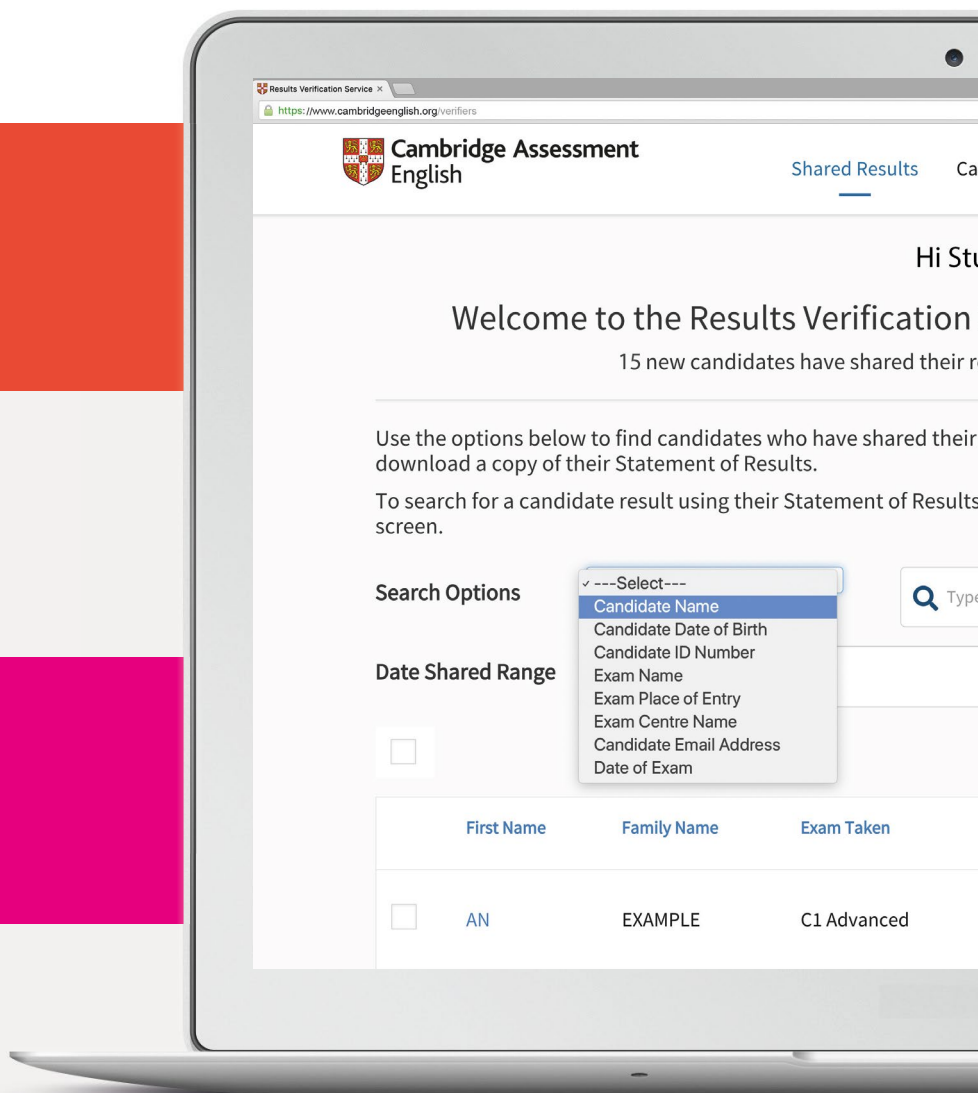 Results Verification Service ×
https://www.cambridgeenglish.org/verifiers
Cambridge Assessment
English
Shared Results Ca
Hi Stu
Welcome to the Results Verification
15 new candidates have shared their r
Use the options below to find candidates who have shared their
download a copy of their Statement of Results.
To search for a candidate result using their Statement of Results
screen.
Search Options
✓ ---Select---
Type
Candidate Name
Candidate Date of Birth
Candidate ID Number
Date Shared Range
Exam Name
Exam Place of Entry
Exam Centre Name
Candidate Email Address
Date of Exam
First Name Family Name Exam Taken
AN EXAMPLE C1 Advanced